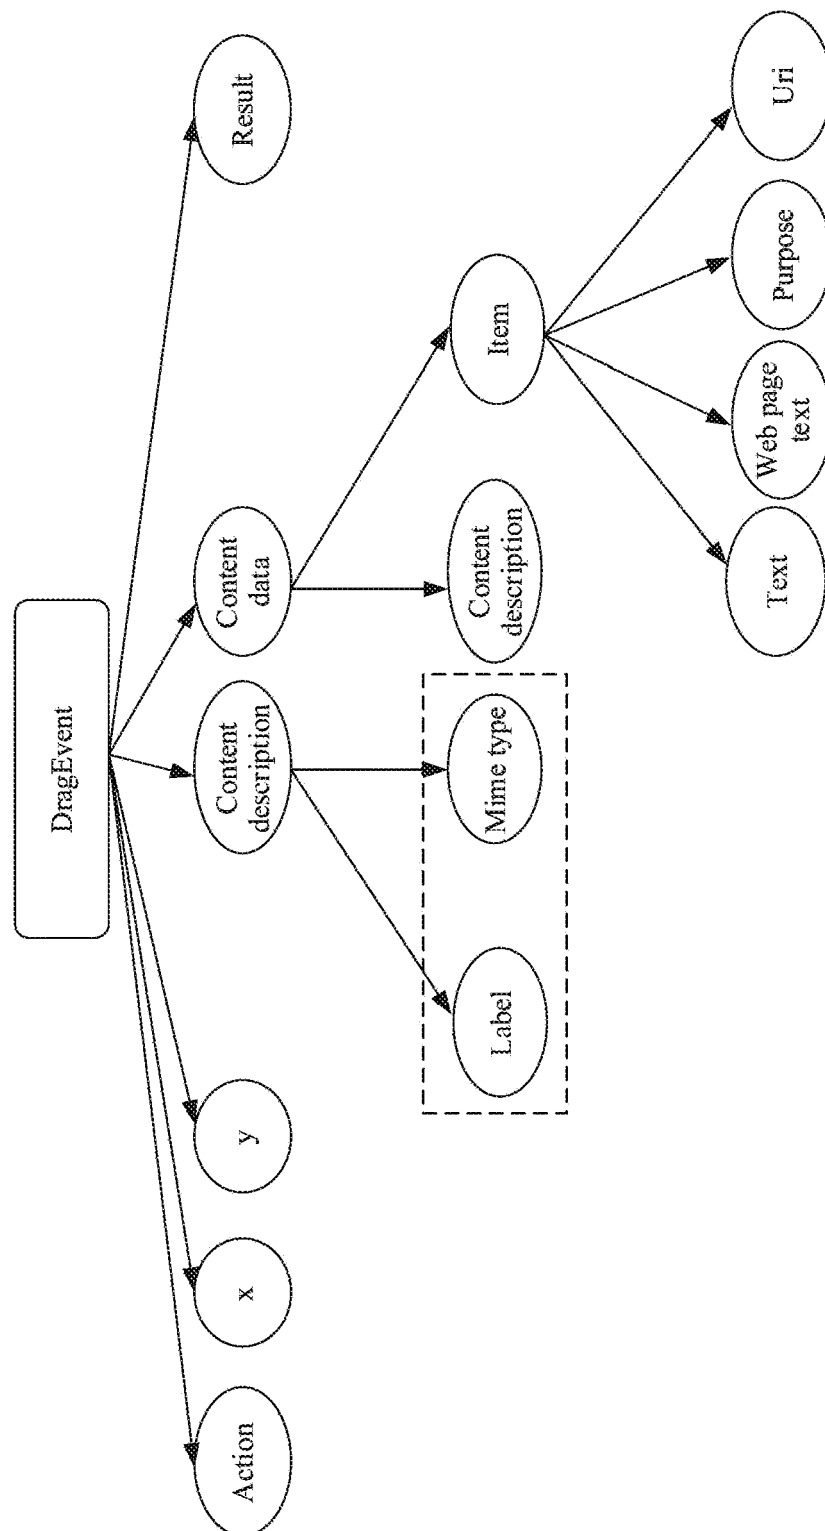 DragEvent
Action
x
y
Content
description
Content
data
Result
Label
Mime type
Content
description
Item
Text
Web page
text
Purpose
Uri